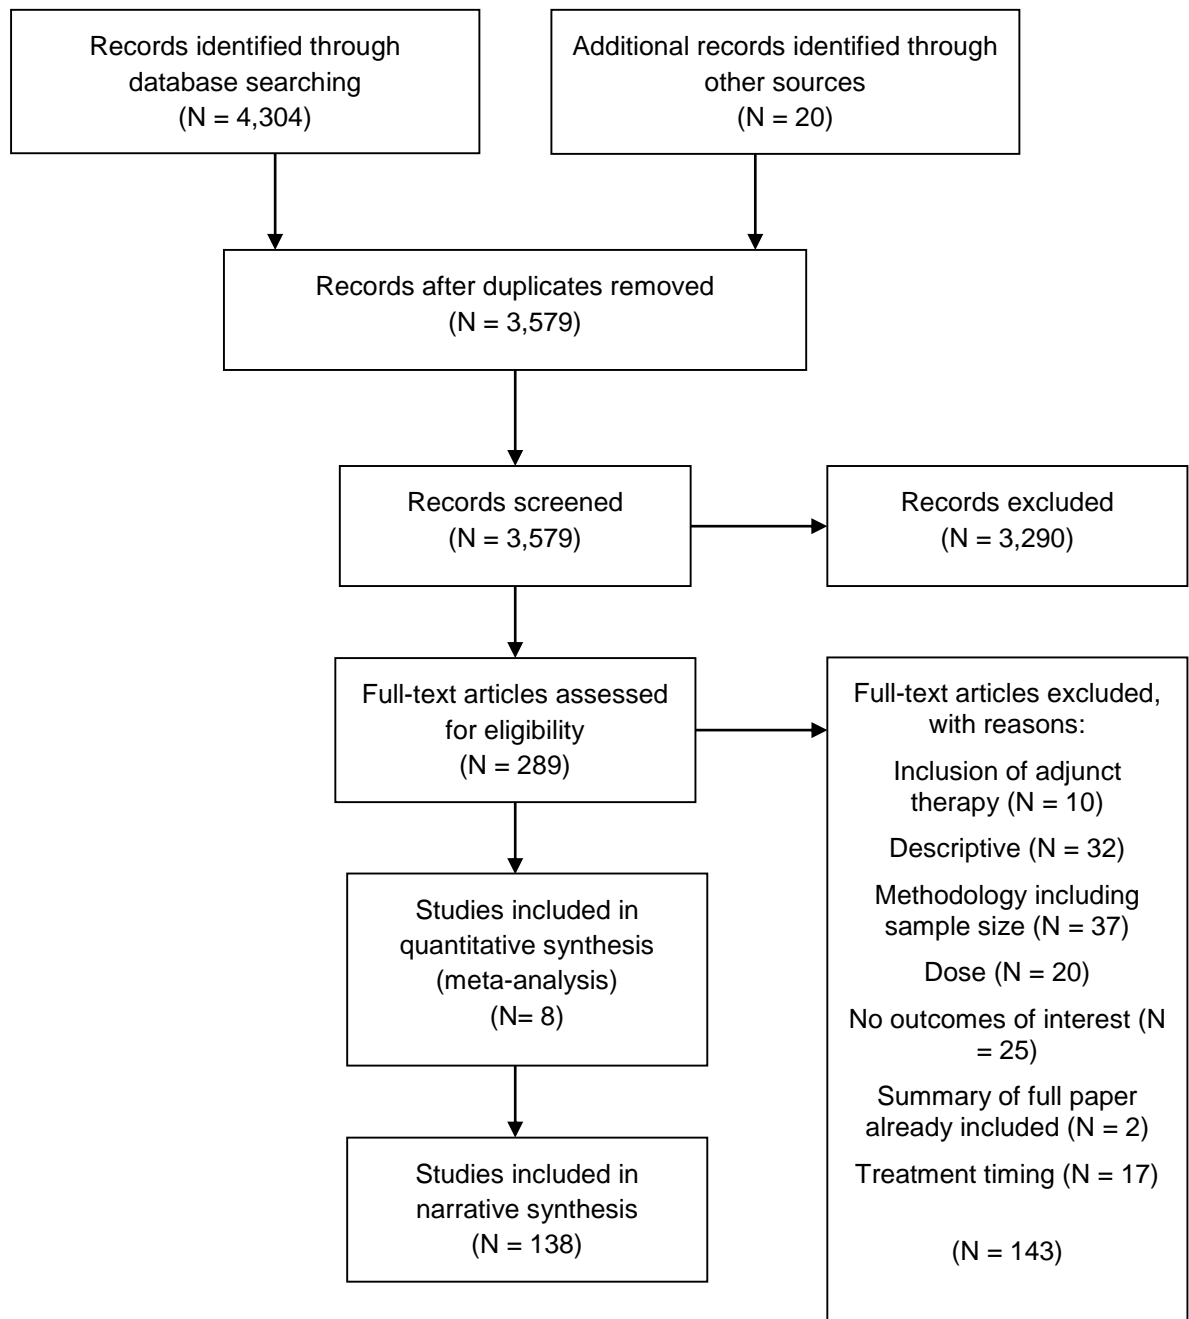 Records identified through
database searching
(N = 4,304)
Additional records identified through
other sources
(N = 20)
Records after duplicates removed
(N = 3,579)
Records screened
(N = 3,579)
Records excluded
(N = 3,290)
Full-text articles assessed
for eligibility
(N = 289)
Full-text articles excluded,
with reasons:
Inclusion of adjunct
therapy (N = 10)
Descriptive (N = 32)
Methodology including
sample size (N = 37)
Dose (N = 20)
No outcomes of interest (N
= 25)
Summary of full paper
already included (N = 2)
Treatment timing (N = 17)
(N = 143)
Studies included in
quantitative synthesis
(meta-analysis)
(N= 8)
Studies included in
narrative synthesis
(N = 138)